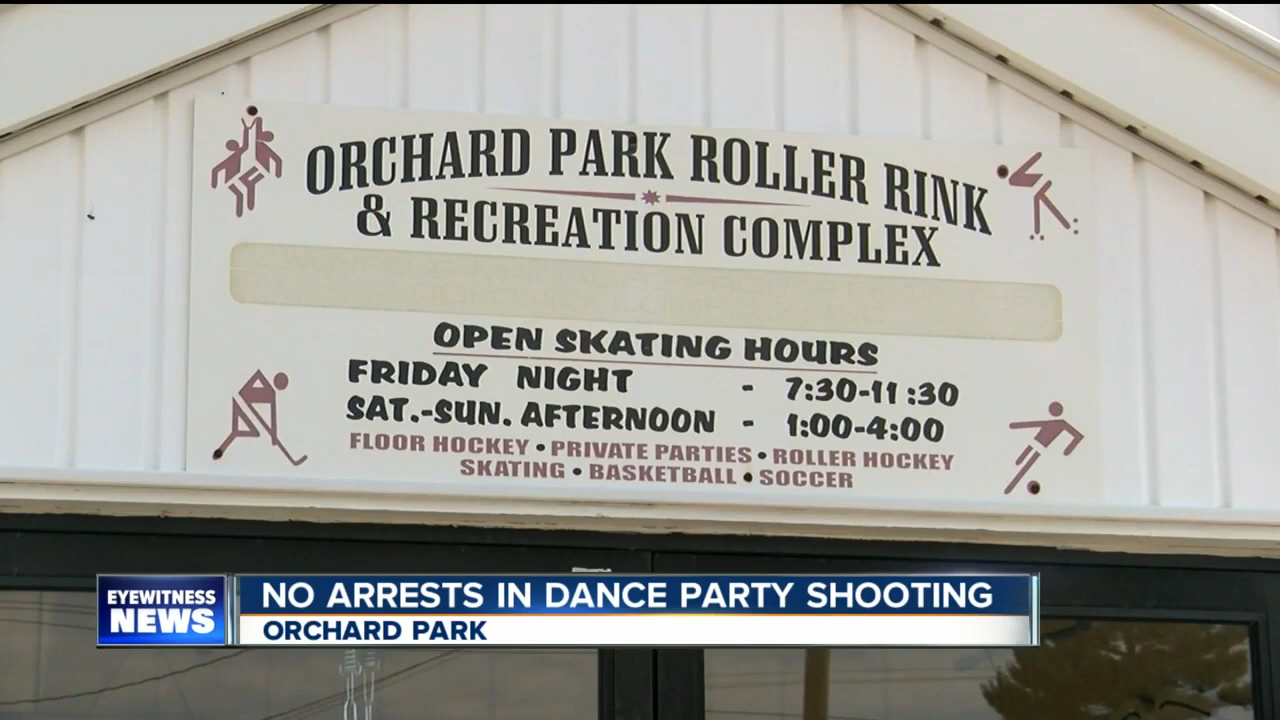 ORCHARD PARK ROLLER RINK
& RECREATION COMPLEX
OPEN SKATING HOURS
FRIDAY NIGHT - 7:30-11:30
SAT.-SUN. AFTERNOON - 1:00-4:00
FLOOR HOCKEY • PRIVATE PARTIES • ROLLER HOCKEY
SKATING • BASKETBALL • SOCCER
EYEWITNESS
NEWS
NO ARRESTS IN DANCE PARTY SHOOTING
ORCHARD PARK